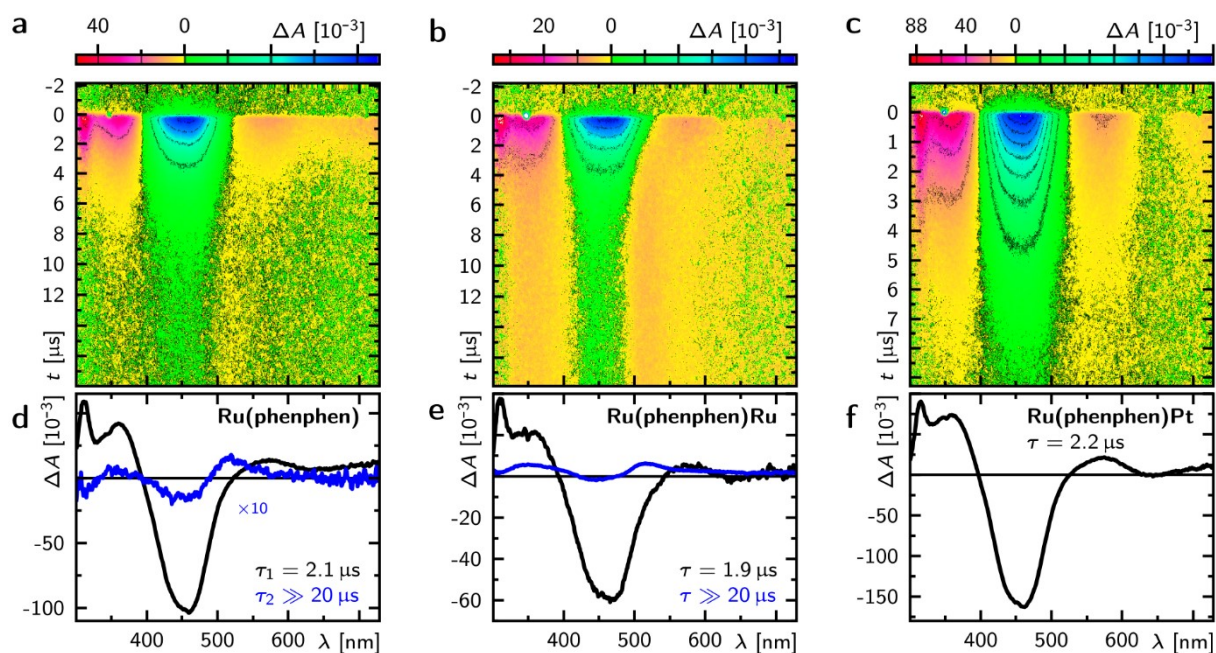 a
40 0 ΔA [10⁻³]
-2
0
2
4
6
8
10
12
t [μs]
b
20 0 ΔA [10⁻³]
-2
0
2
4
6
8
10
12
t [μs]
c
88 40 0 ΔA [10⁻³]
0
1
2
3
4
5
6
7
t [μs]
d
Ru(phenphen)
ΔA [10⁻³]
-50
-100
×10
τ₁ = 2.1 μs
τ₂ ≫ 20 μs
400 500 600 λ [nm]
e
Ru(phenphen)Ru
ΔA [10⁻³]
-20
-40
-60
τ = 1.9 μs
τ ≫ 20 μs
400 500 600 λ [nm]
f
Ru(phenphen)Pt
τ = 2.2 μs
ΔA [10⁻³]
-50
-100
-150
400 500 600 λ [nm]